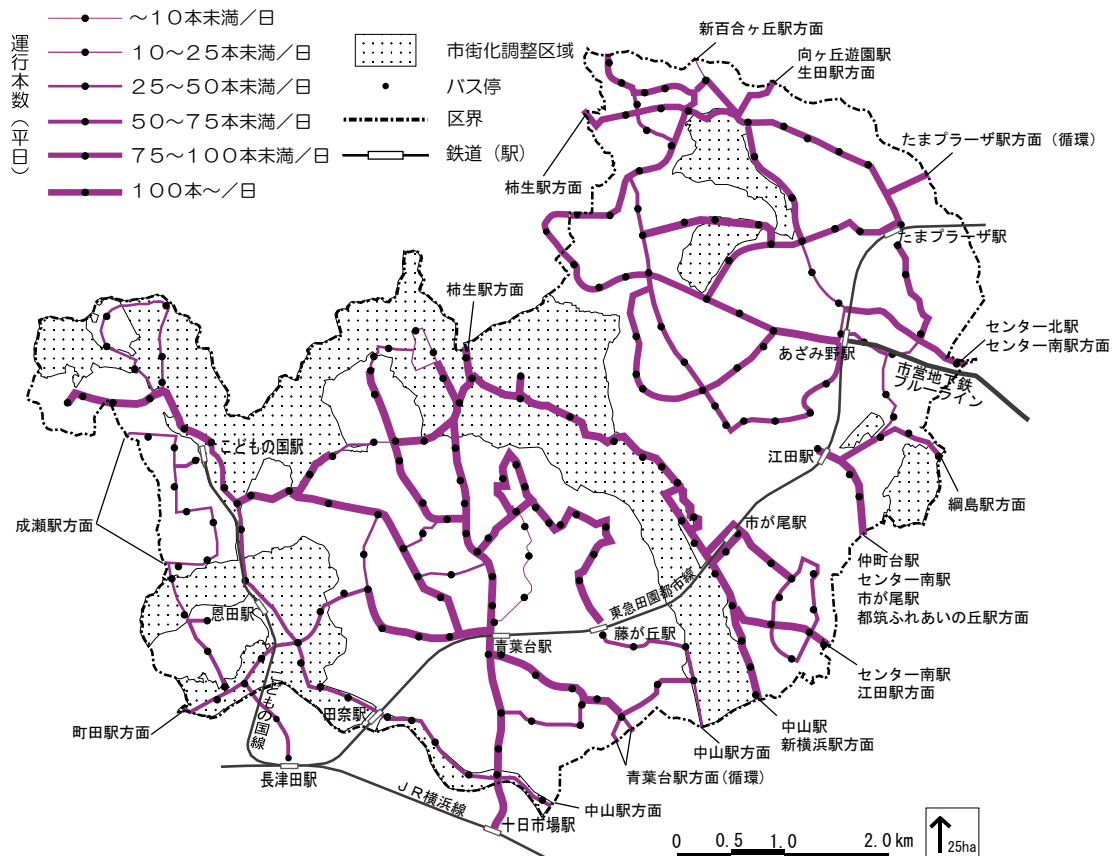 運行本数(平日)
~10本未満/日
10~25本未満/日
25~50本未満/日
50~75本未満/日
75~100本未満/日
100本~/日
市街化調整区域
バス停
区界
鉄道(駅)
新百合ヶ丘駅方面
向ヶ丘遊園駅
生田駅方面
たまプラーザ駅方面(循環)
柿生駅方面
たまプラーザ駅
柿生駅方面
あざみ野駅
センター北駅
センター南駅方面
市営地下鉄
ブルーライン
こどもの国駅
江田駅
綱島駅方面
成瀬駅方面
市が尾駅
仲町台駅
センター南駅
市が尾駅
都筑ふれあいの丘駅方面
東急田園都市線
恩田駅
藤が丘駅
青葉台駅
センター南駅
江田駅方面
こどもの国線
町田駅方面
田奈駅
中山駅
新横浜駅方面
中山駅方面
青葉台駅方面(循環)
長津田駅
JR横浜線
中山駅方面
十日市場駅
0 0.5 1.0 2.0km
25ha